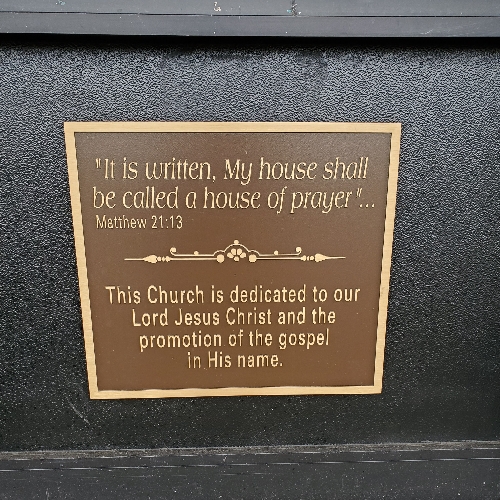 "It is written, My house shall
be called a house of prayer"...
Matthew 21:13
This Church is dedicated to our
Lord Jesus Christ and the
promotion of the gospel
in His name.